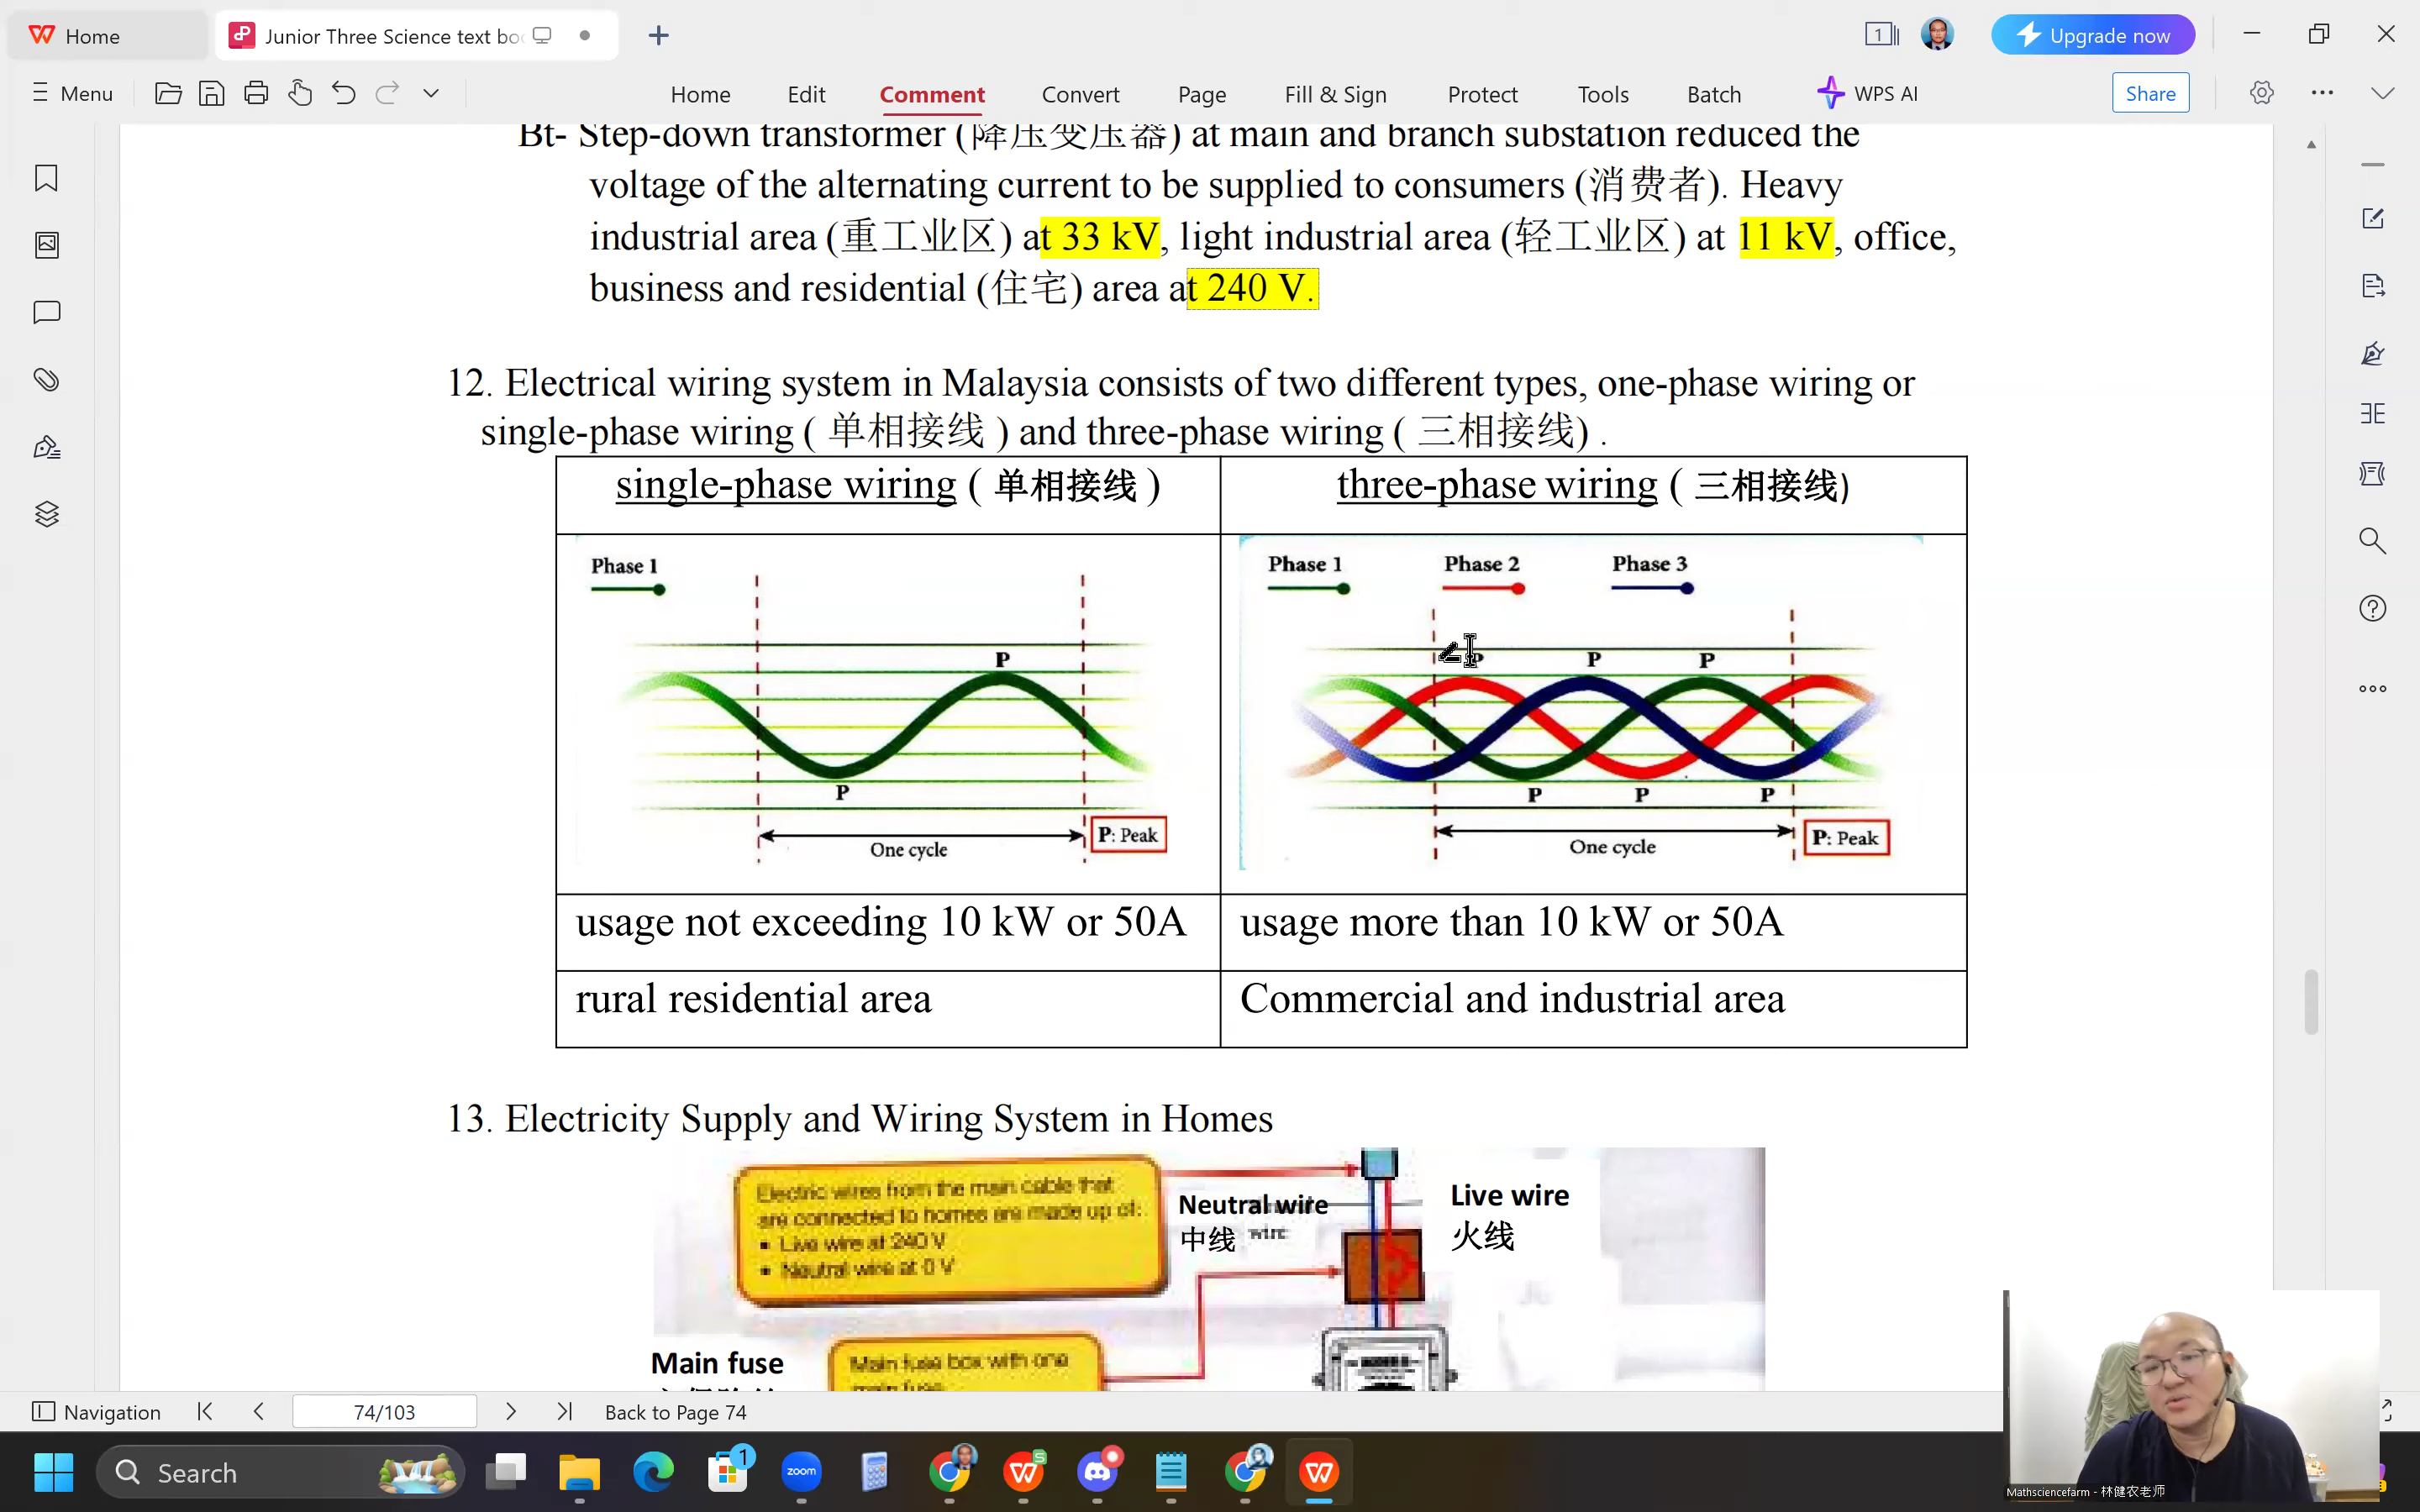 Home
Junior Three Science text bo
1
Upgrade now
Menu
Home
Edit
Comment
Convert
Page
Fill & Sign
Protect
Tools
Batch
WPS AI
Share
Bt- Step-down transformer (降压变压器) at main and branch substation reduced the
voltage of the alternating current to be supplied to consumers (消费者). Heavy
industrial area (重工业区) at 33 kV, light industrial area (轻工业区) at 11 kV, office,
business and residential (住宅) area at 240 V.
12. Electrical wiring system in Malaysia consists of two different types, one-phase wiring or
single-phase wiring ( 单相接线 ) and three-phase wiring ( 三相接线) .
single-phase wiring ( 单相接线 )
three-phase wiring ( 三相接线)
Phase 1
P
P
One cycle
P: Peak
Phase 1
Phase 2
Phase 3
P
P
P
P
P
P
One cycle
P: Peak
usage not exceeding 10 kW or 50A
usage more than 10 kW or 50A
rural residential area
Commercial and industrial area
13. Electricity Supply and Wiring System in Homes
Electric wires from the main cable that
are connected to homes are made up of:
▪ Live wire at 240 V
▪ Neutral wire at 0 V
Neutral wire
中线
wire
Live wire
火线
Main fuse
Main fuse box with one
main fuse
Navigation
74/103
Back to Page 74
Search
1
zoom
Mathsciencefarm - 林健农老师